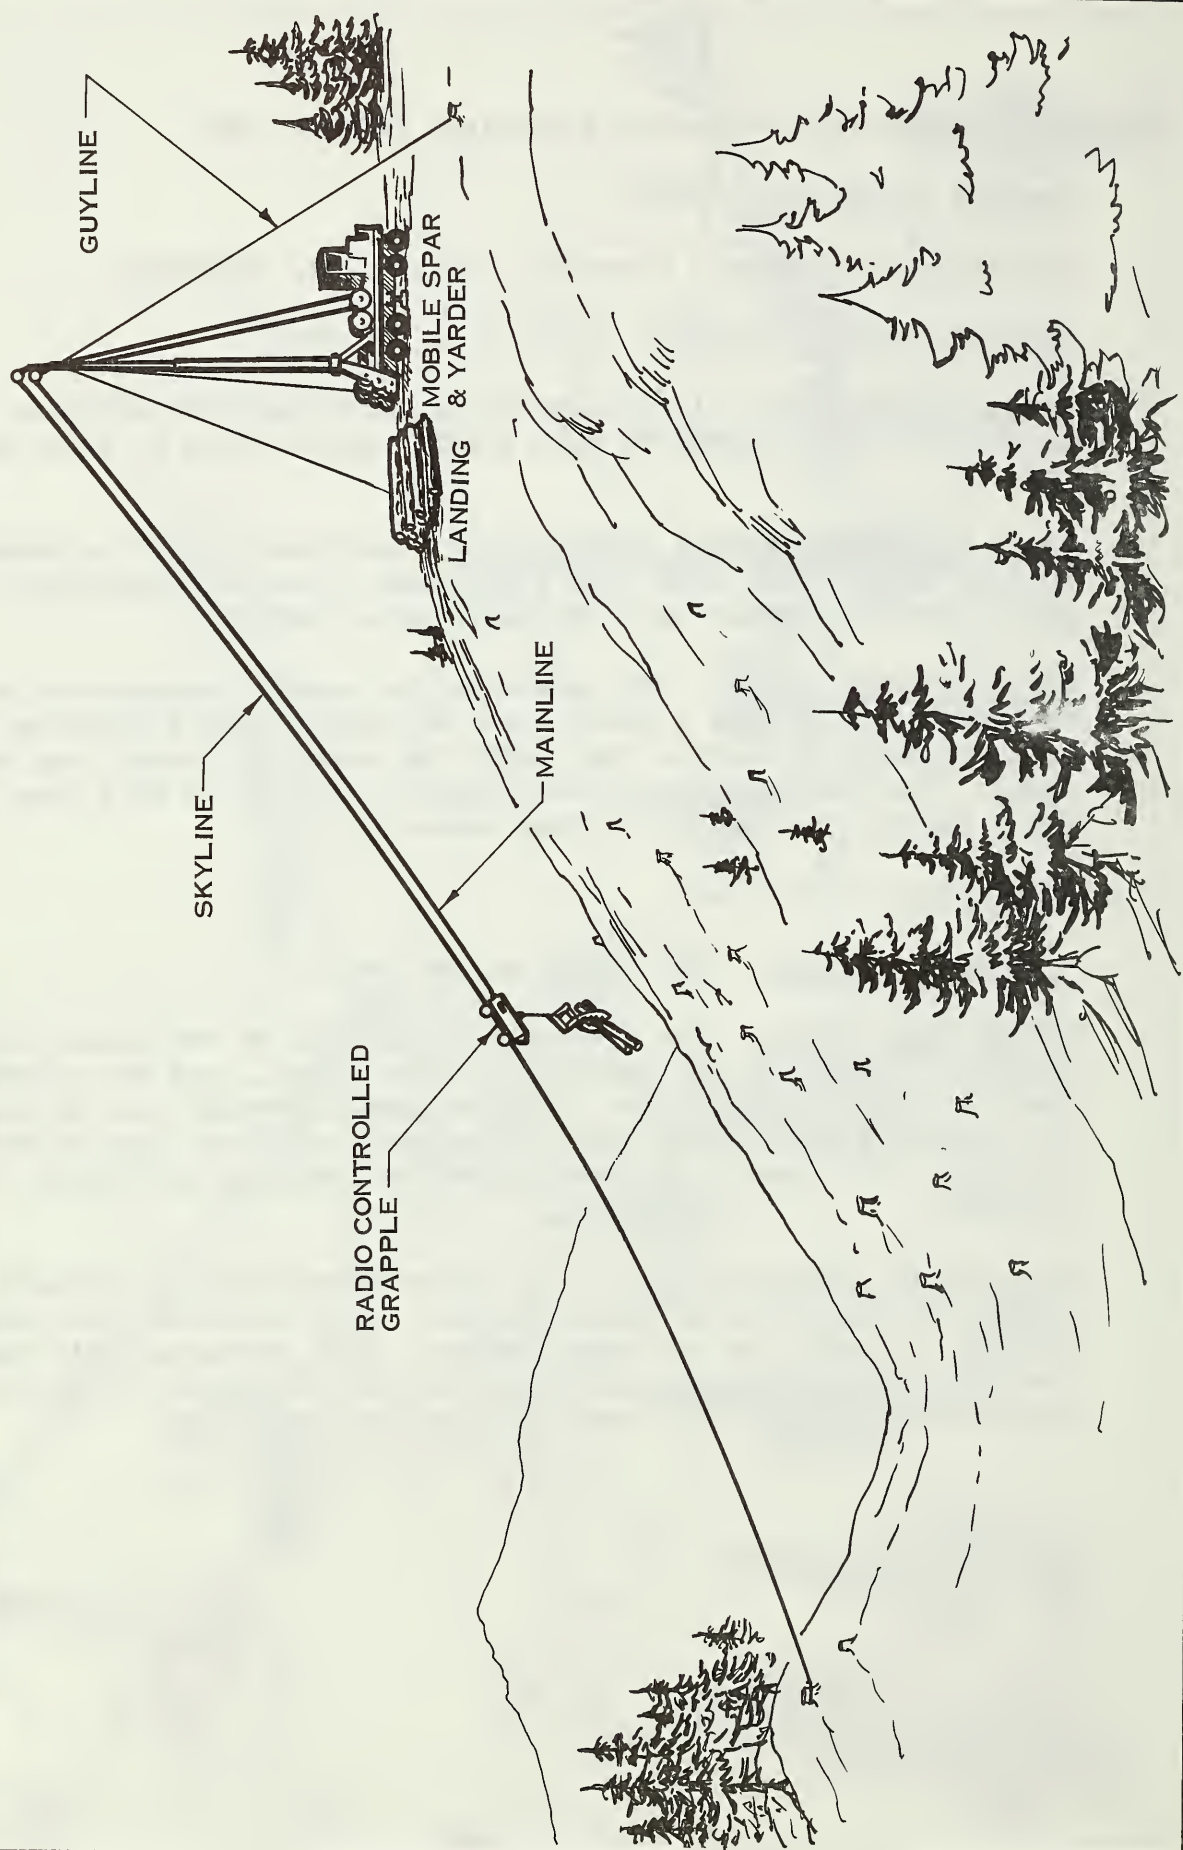 GUYLINE
SKYLINE
MOBILE SPAR
& YARDER
LANDING
MAINLINE
RADIO CONTROLLED
GRAPPLE